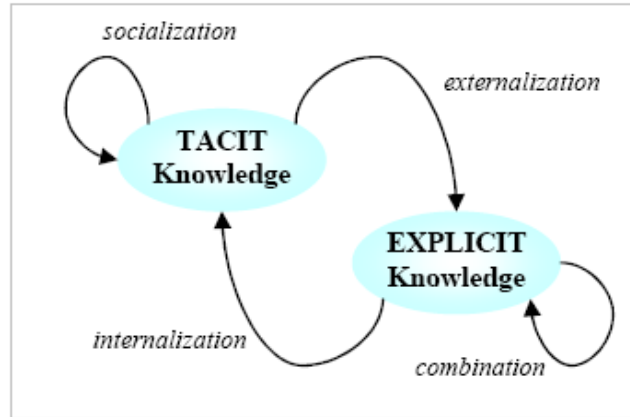 socialization
externalization
TACIT
Knowledge
EXPLICIT
Knowledge
internalization
combination